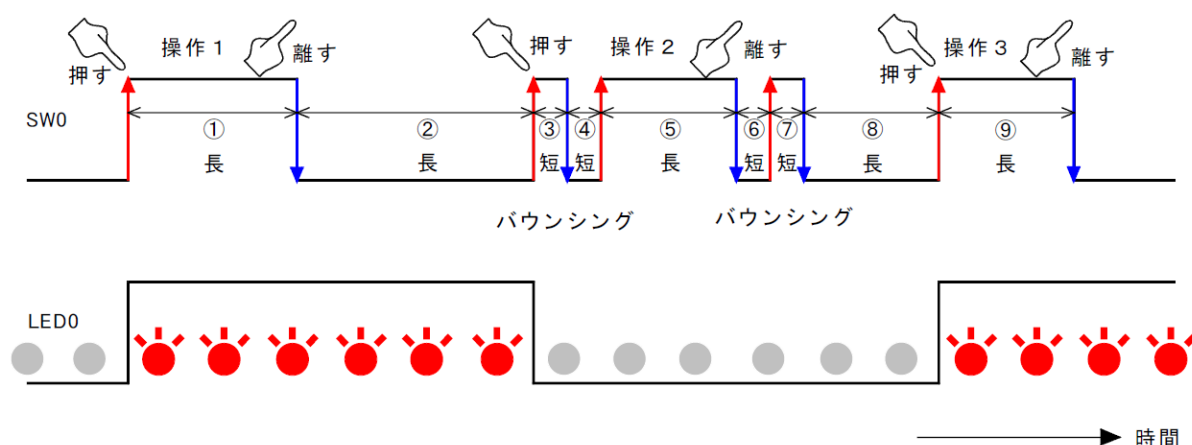 操作1
離す
押す
押す
操作2
離す
操作3
押す
離す
SW0
① ② ③ ④ ⑤ ⑥ ⑦ ⑧ ⑨
長 長 短 短 長 短 短 長 長
バウンシング
バウンシング
LED0
時間